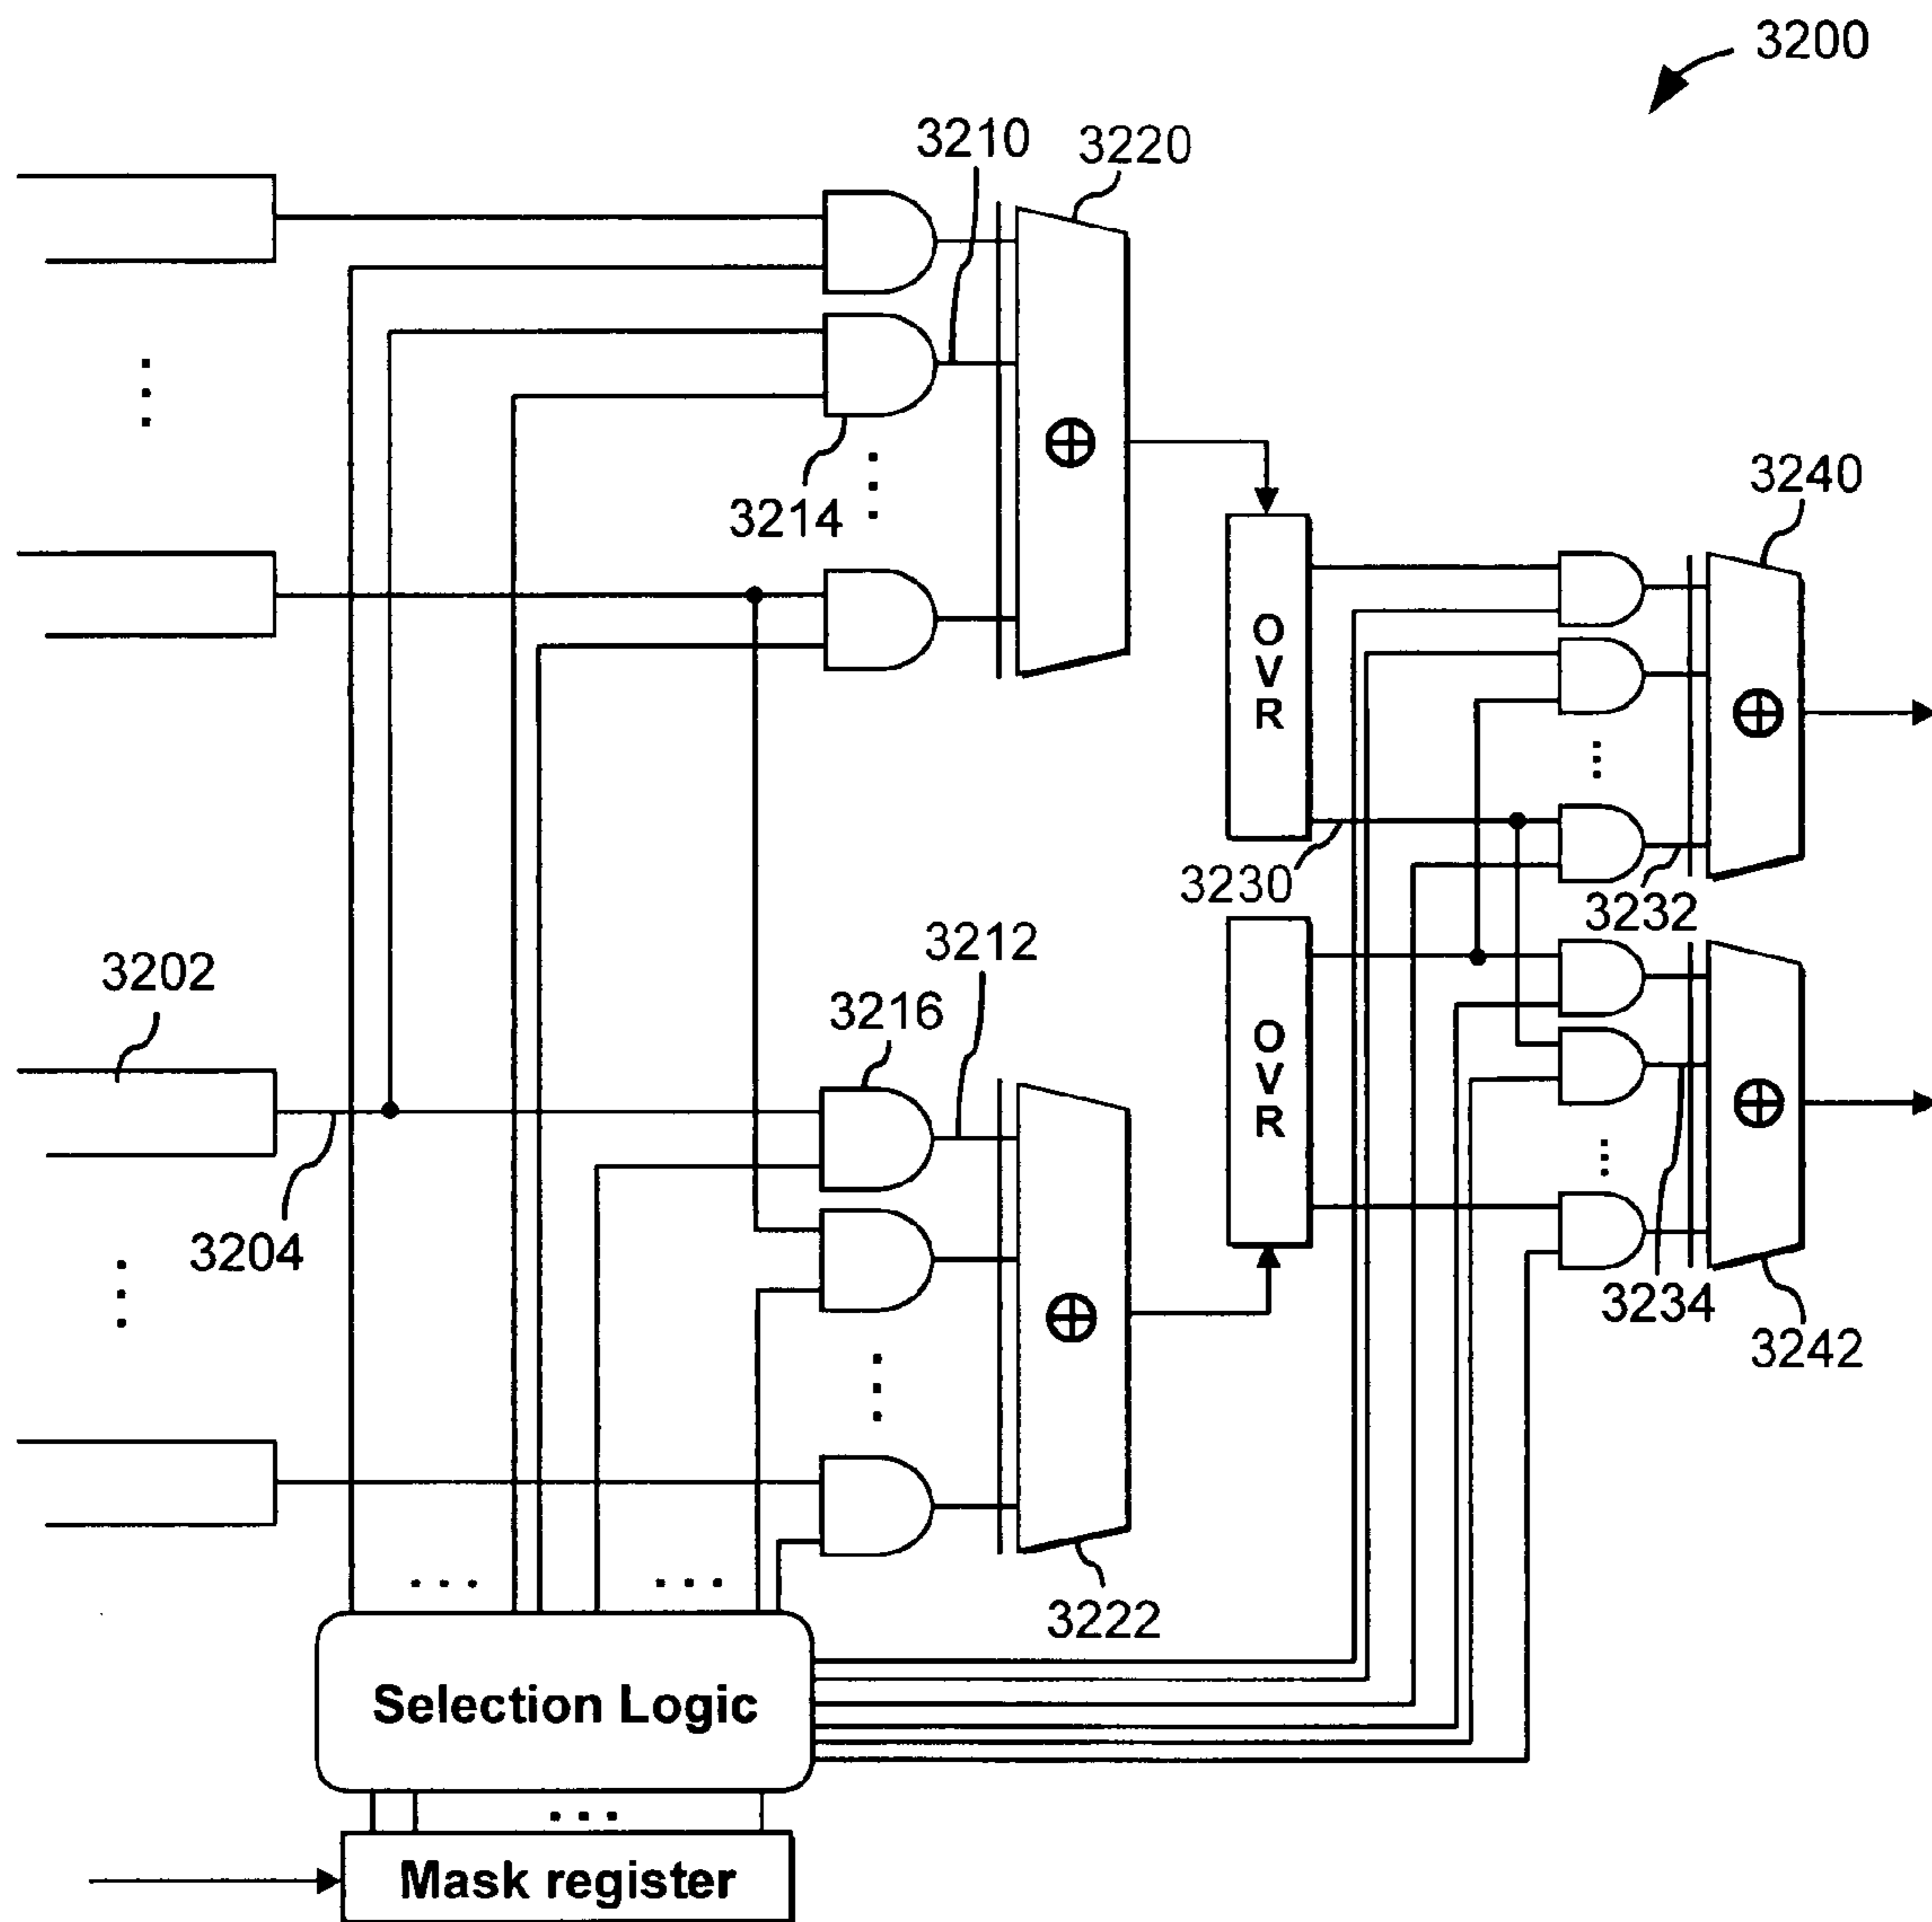 3200
3210
3220
3214
3240
O
V
R
3230
3232
3212
3202
3216
O
V
R
3204
3234
3242
3222
Selection Logic
Mask register